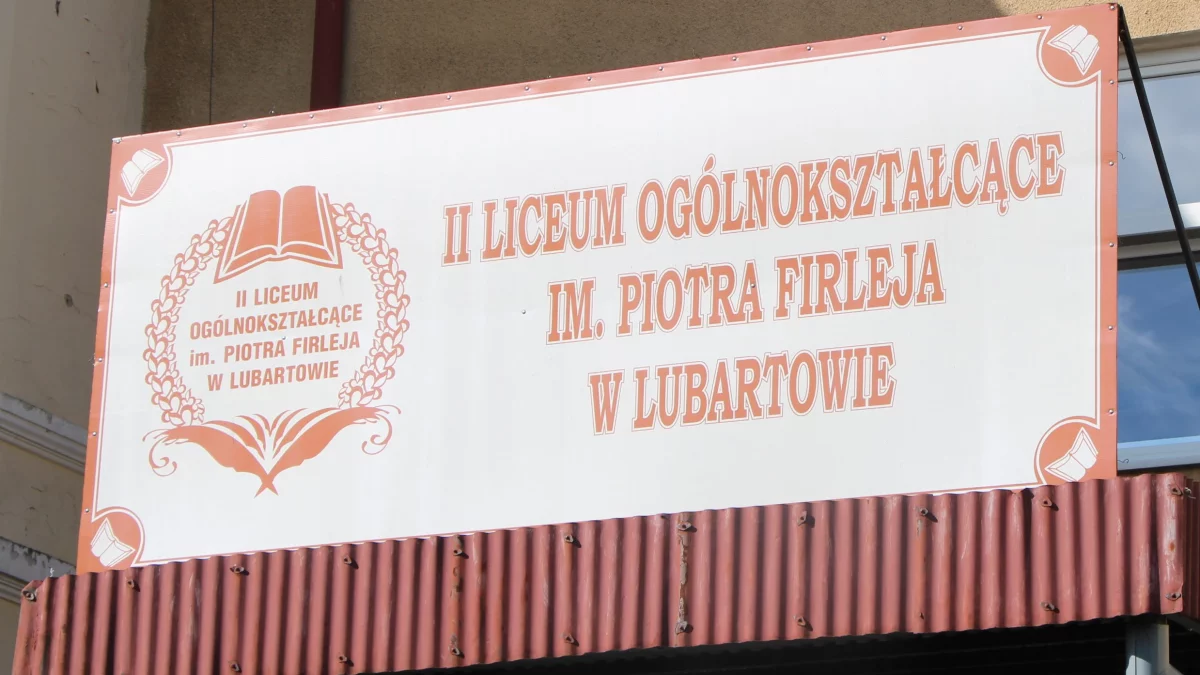 II LICEUM
OGÓLNOKSZTAŁCĄCE
im. PIOTRA FIRLEJA
W LUBARTOWIE
II LICEUM OGÓLNOKSZTAŁCĄCE
IM. PIOTRA FIRLEJA
W LUBARTOWIE